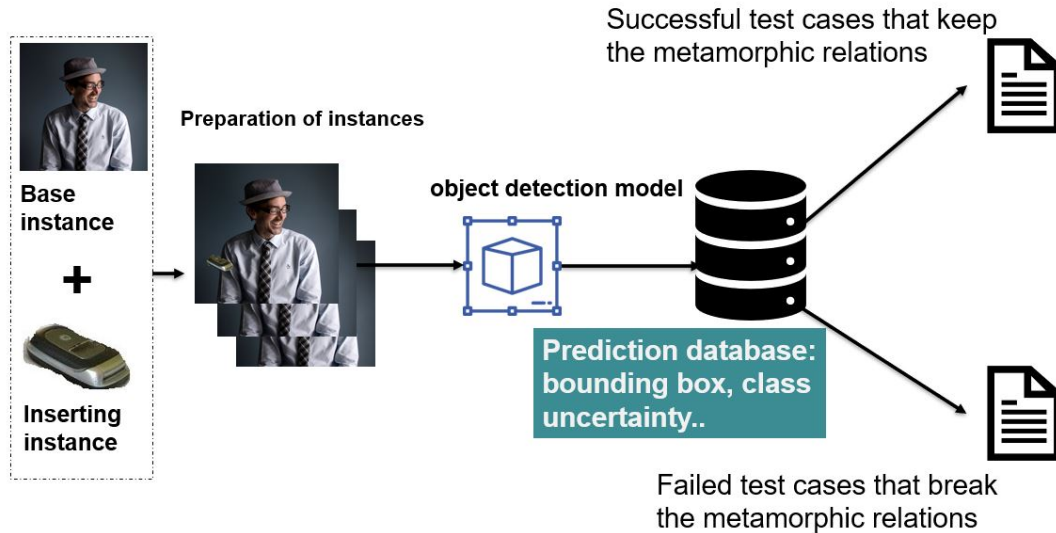 Successful test cases that keep
the metamorphic relations
Preparation of instances
object detection model
Base
instance
+
Inserting
instance
Prediction database:
bounding box, class
uncertainty..
Failed test cases that break
the metamorphic relations